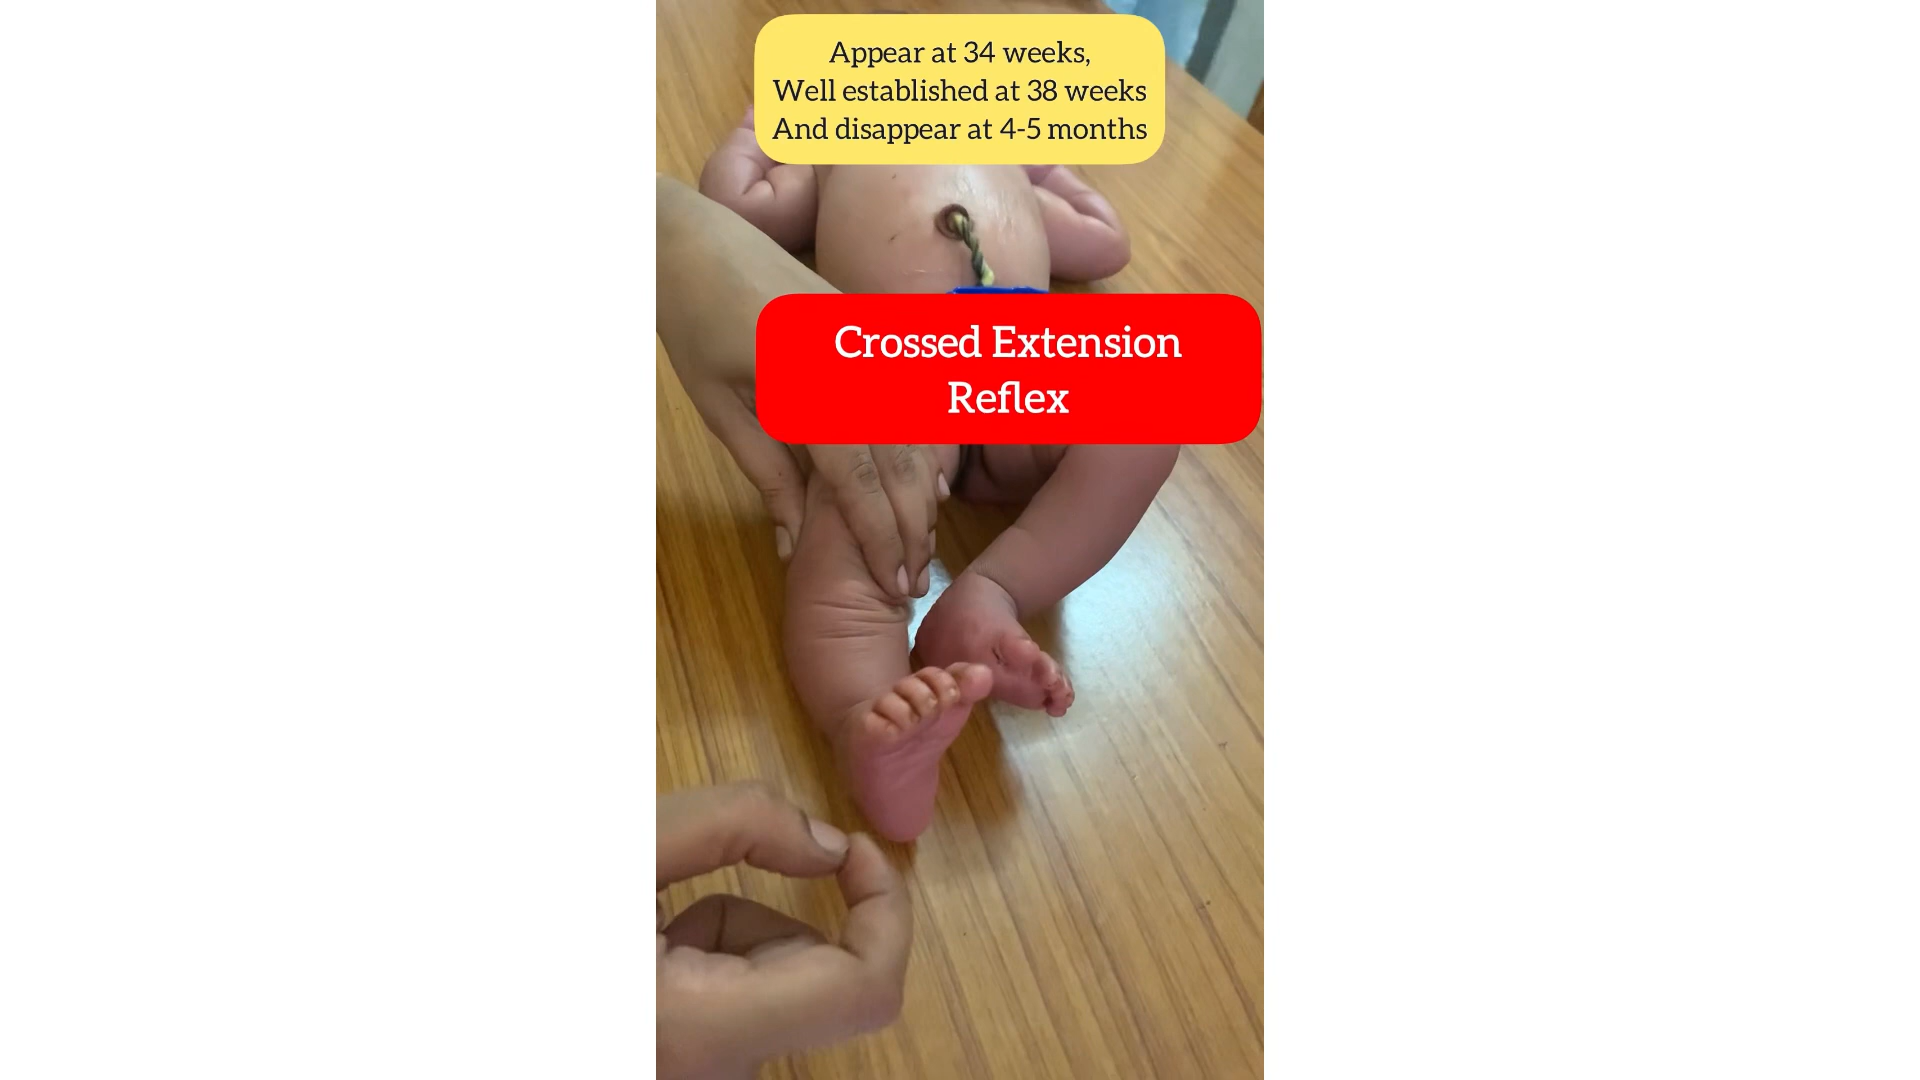 Appear at 34 weeks,
Well established at 38 weeks
And disappear at 4-5 months
Crossed Extension
Reflex